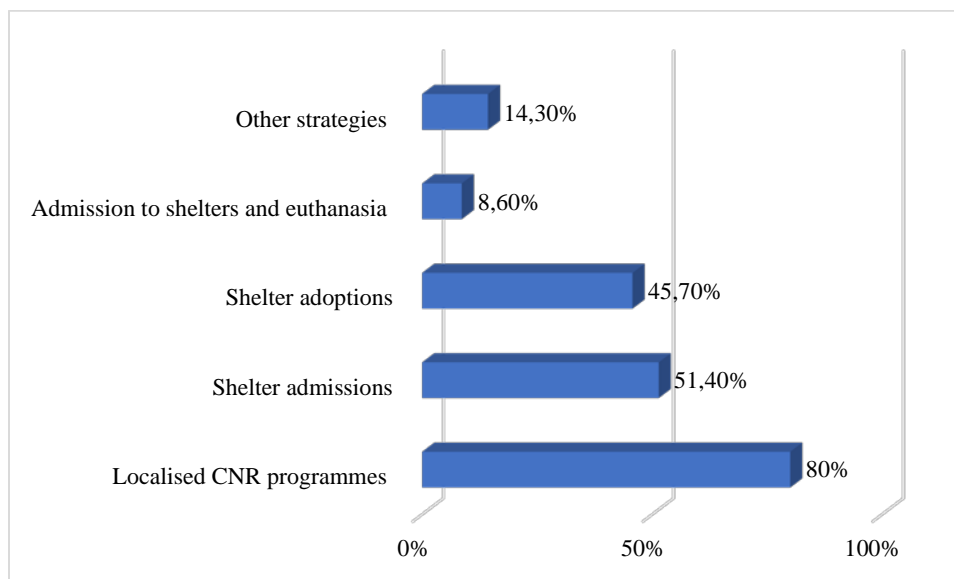 Other strategies
14,30%
Admission to shelters and euthanasia
8,60%
Shelter adoptions
45,70%
Shelter admissions
51,40%
Localised CNR programmes
80%
0%
50%
100%